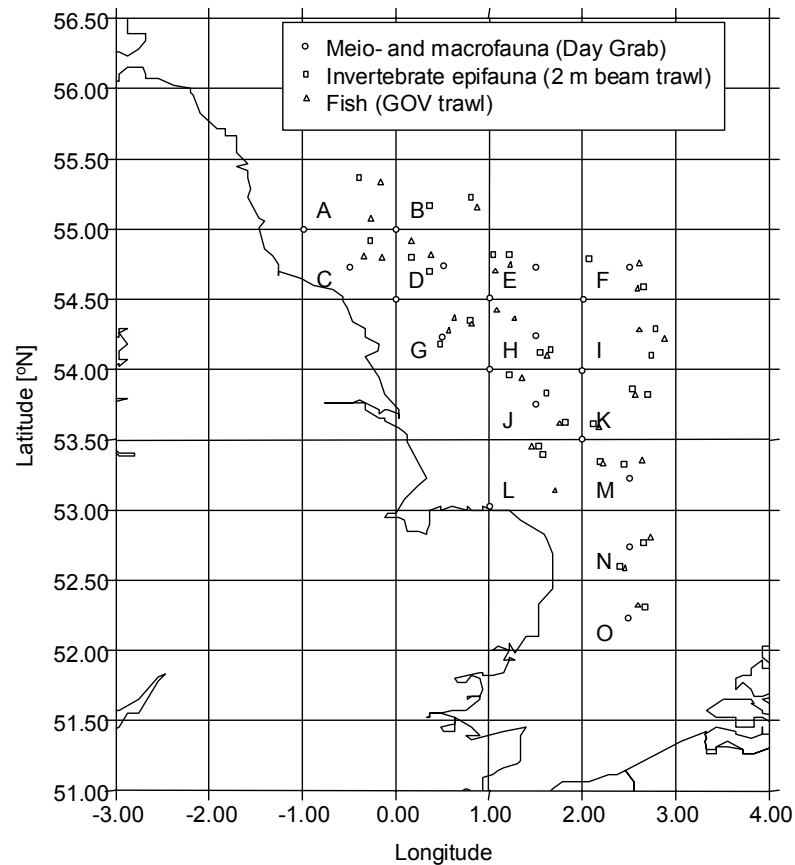 56.50
56.00
55.50
55.00
54.50
54.00
53.50
53.00
52.50
52.00
51.50
51.00
Latitude [°N]
Meio- and macrofauna (Day Grab)
Invertebrate epifauna (2 m beam trawl)
Fish (GOV trawl)
A
B
C
D
E
F
G
H
I
J
K
L
M
N
O
-3.00
-2.00
-1.00
0.00
1.00
2.00
3.00
4.00
Longitude